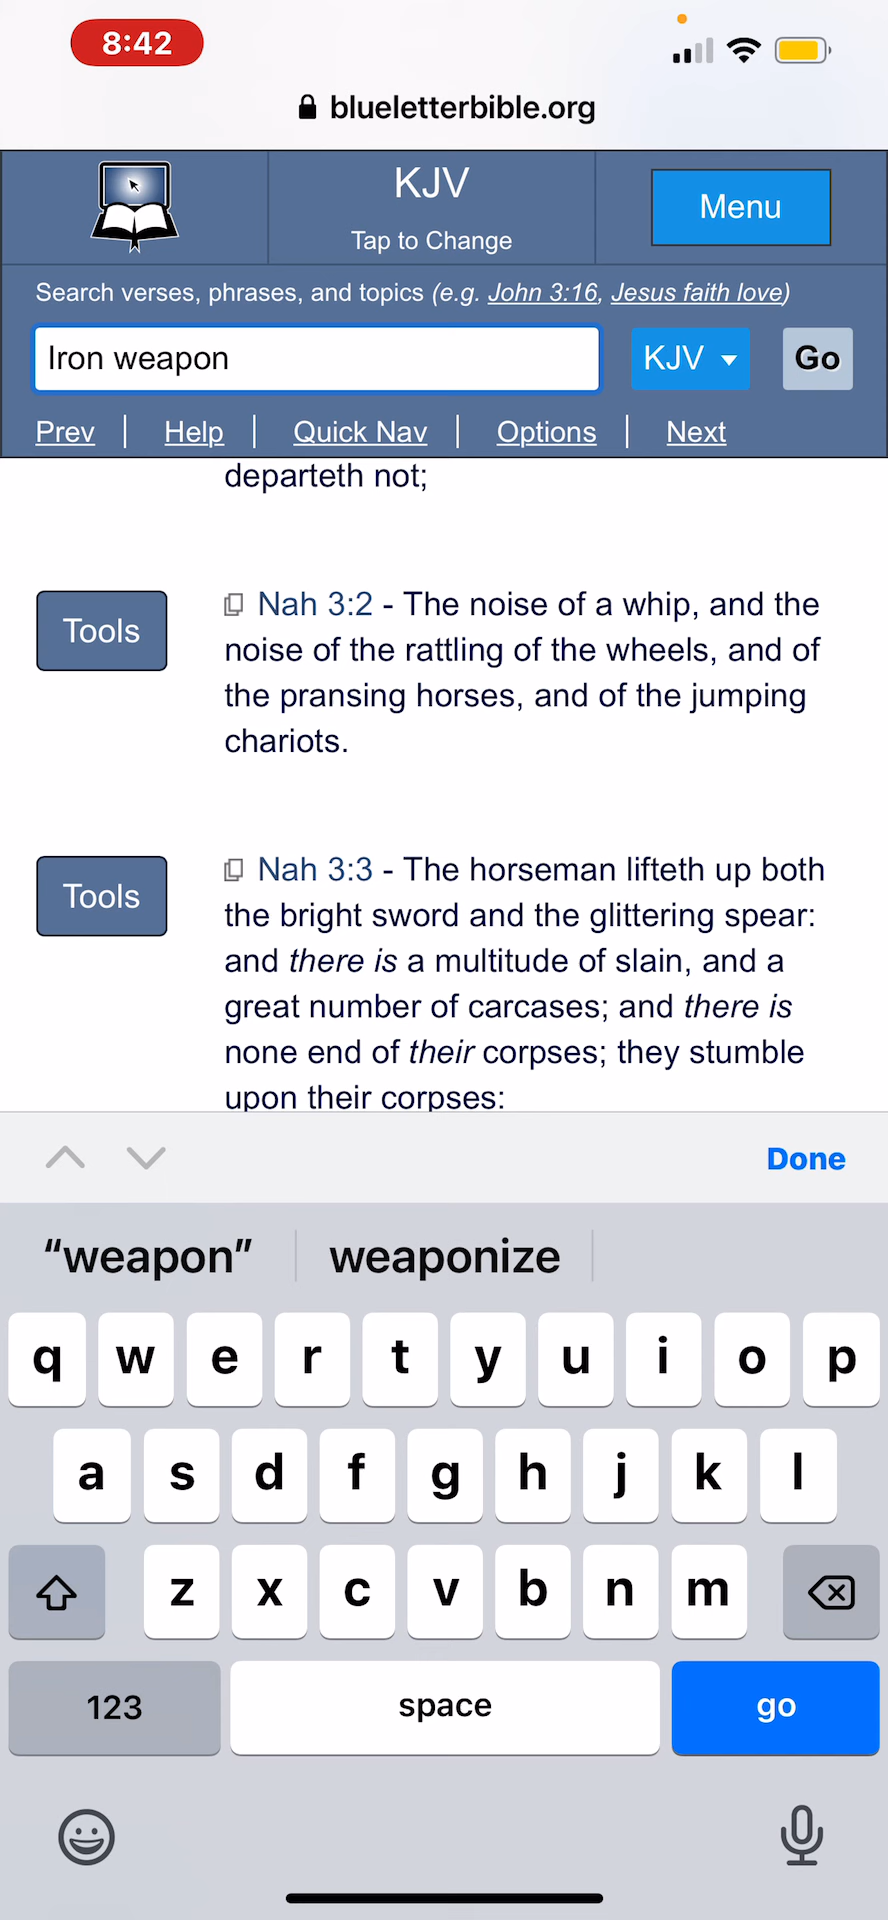 8:42
blueletterbible.org
KJV
Tap to Change
Menu
Search verses, phrases, and topics (e.g. John 3:16, Jesus faith love)
Iron weapon
KJV
Go
Prev | Help | Quick Nav | Options | Next
departeth not;
Tools
Nah 3:2 - The noise of a whip, and the
noise of the rattling of the wheels, and of
the pransing horses, and of the jumping
chariots.
Tools
Nah 3:3 - The horseman lifteth up both
the bright sword and the glittering spear:
and there is a multitude of slain, and a
great number of carcases; and there is
none end of their corpses; they stumble
upon their corpses:
Done
“weapon” weaponize
q w e r t y u i o p
a s d f g h j k l
z x c v b n m
123 space go